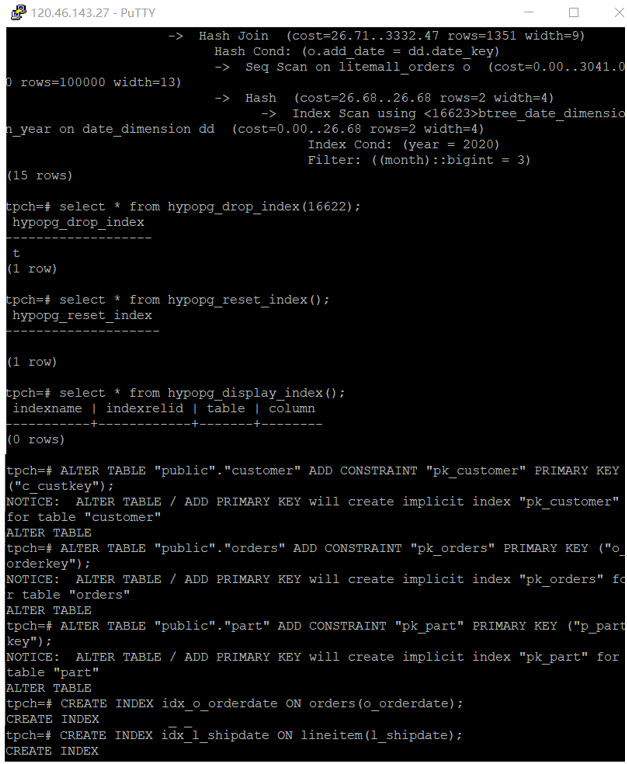 120.46.143.27 - PuTTY
-> Hash Join (cost=26.71..3332.47 rows=1351 width=9)
Hash Cond: (o.add_date = dd.date_key)
-> Seq Scan on litemall_orders o (cost=0.00..3041.0
0 rows=100000 width=13)
-> Hash (cost=26.68..26.68 rows=2 width=4)
-> Index Scan using <16623>btree_date_dimensio
n_year on date_dimension dd (cost=0.00..26.68 rows=2 width=4)
Index Cond: (year = 2020)
Filter: ((month)::bigint = 3)
(15 rows)
tpch=# select * from hypopg_drop_index(16622);
hypopg_drop_index
-------------------
t
(1 row)
tpch=# select * from hypopg_reset_index();
hypopg_reset_index
--------------------
(1 row)
tpch=# select * from hypopg_display_index();
indexname | indexrelid | table | column
-----------+------------+-------+--------
(0 rows)
tpch=# ALTER TABLE "public"."customer" ADD CONSTRAINT "pk_customer" PRIMARY KEY
("c_custkey");
NOTICE: ALTER TABLE / ADD PRIMARY KEY will create implicit index "pk_customer"
for table "customer"
ALTER TABLE
tpch=# ALTER TABLE "public"."orders" ADD CONSTRAINT "pk_orders" PRIMARY KEY ("o_
orderkey");
NOTICE: ALTER TABLE / ADD PRIMARY KEY will create implicit index "pk_orders" fo
r table "orders"
ALTER TABLE
tpch=# ALTER TABLE "public"."part" ADD CONSTRAINT "pk_part" PRIMARY KEY ("p_part
key");
NOTICE: ALTER TABLE / ADD PRIMARY KEY will create implicit index "pk_part" for
table "part"
ALTER TABLE
tpch=# CREATE INDEX idx_o_orderdate ON orders(o_orderdate);
CREATE INDEX
tpch=# CREATE INDEX idx_l_shipdate ON lineitem(l_shipdate);
CREATE INDEX